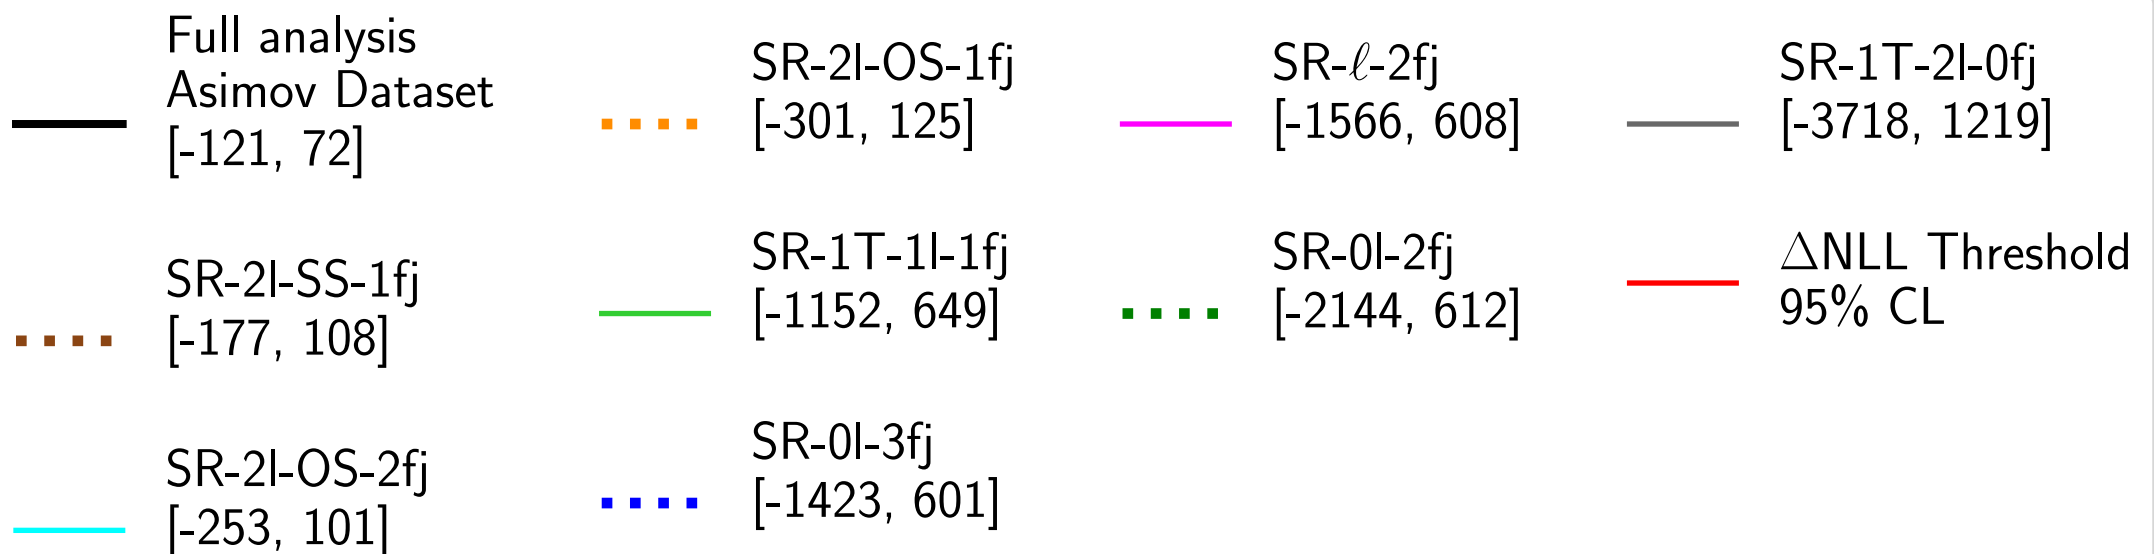 Full analysis
Asimov Dataset
[-121, 72]
SR-2l-SS-1fj
[-177, 108]
SR-2l-OS-2fj
[-253, 101]
SR-2l-OS-1fj
[-301, 125]
SR-1T-1l-1fj
[-1152, 649]
SR-0l-3fj
[-1423, 601]
SR-ℓ-2fj
[-1566, 608]
SR-0l-2fj
[-2144, 612]
SR-1T-2l-0fj
[-3718, 1219]
ΔNLL Threshold
95% CL